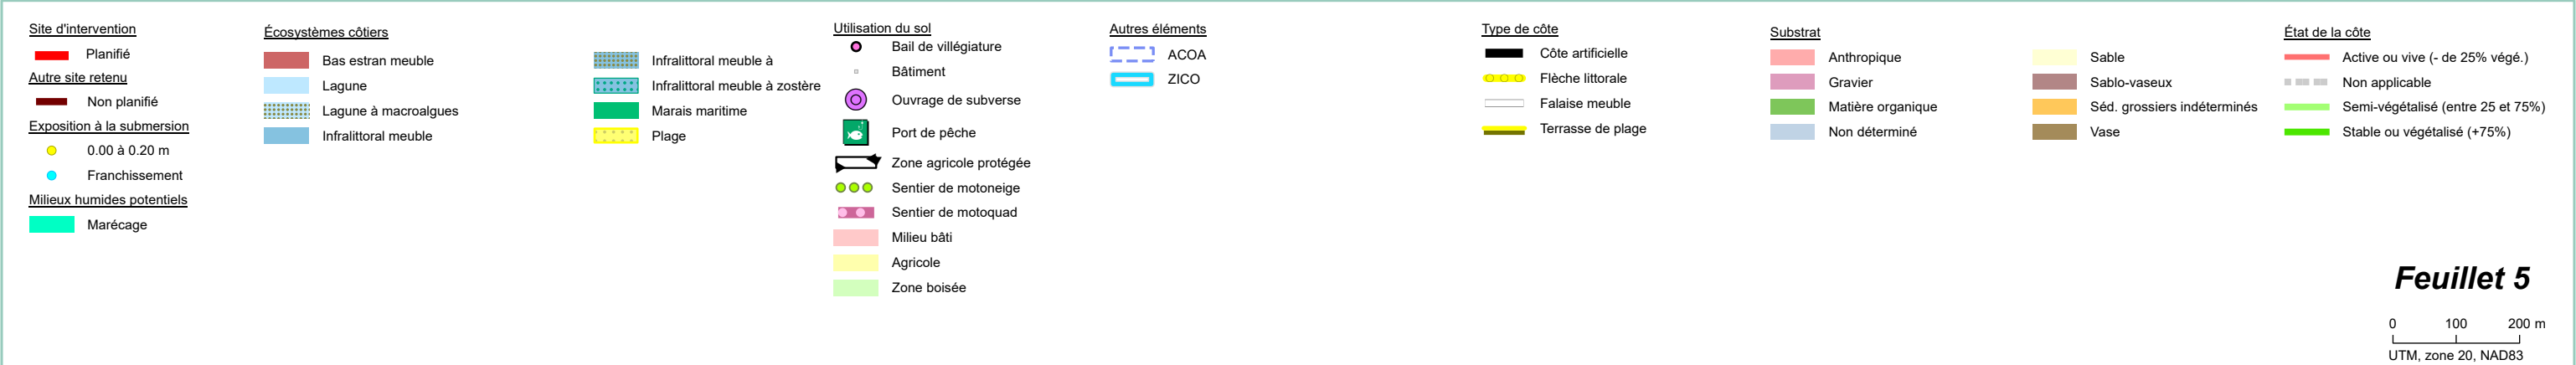 Site d'intervention
Planifié
Autre site retenu
Non planifié
Exposition à la submersion
0.00 à 0.20 m
Franchissement
Milieux humides potentiels
Marécage
Écosystèmes côtiers
Bas estran meuble
Lagune
Lagune à macroalgues
Infralittoral meuble
Infralittoral meuble à
Infralittoral meuble à zostère
Marais maritime
Plage
Utilisation du sol
Bail de villégiature
Bâtiment
Ouvrage de subverse
Port de pêche
Zone agricole protégée
Sentier de motoneige
Sentier de motoquad
Milieu bâti
Agricole
Zone boisée
Autres éléments
ACOA
ZICO
Type de côte
Côte artificielle
Flèche littorale
Falaise meuble
Terrasse de plage
Substrat
Anthropique
Gravier
Matière organique
Non déterminé
Sable
Sablo-vaseux
Séd. grossiers indéterminés
Vase
État de la côte
Active ou vive (- de 25% végé.)
Non applicable
Semi-végétalisé (entre 25 et 75%)
Stable ou végétalisé (+75%)
Feuillet 5
0 100 200 m
UTM, zone 20, NAD83